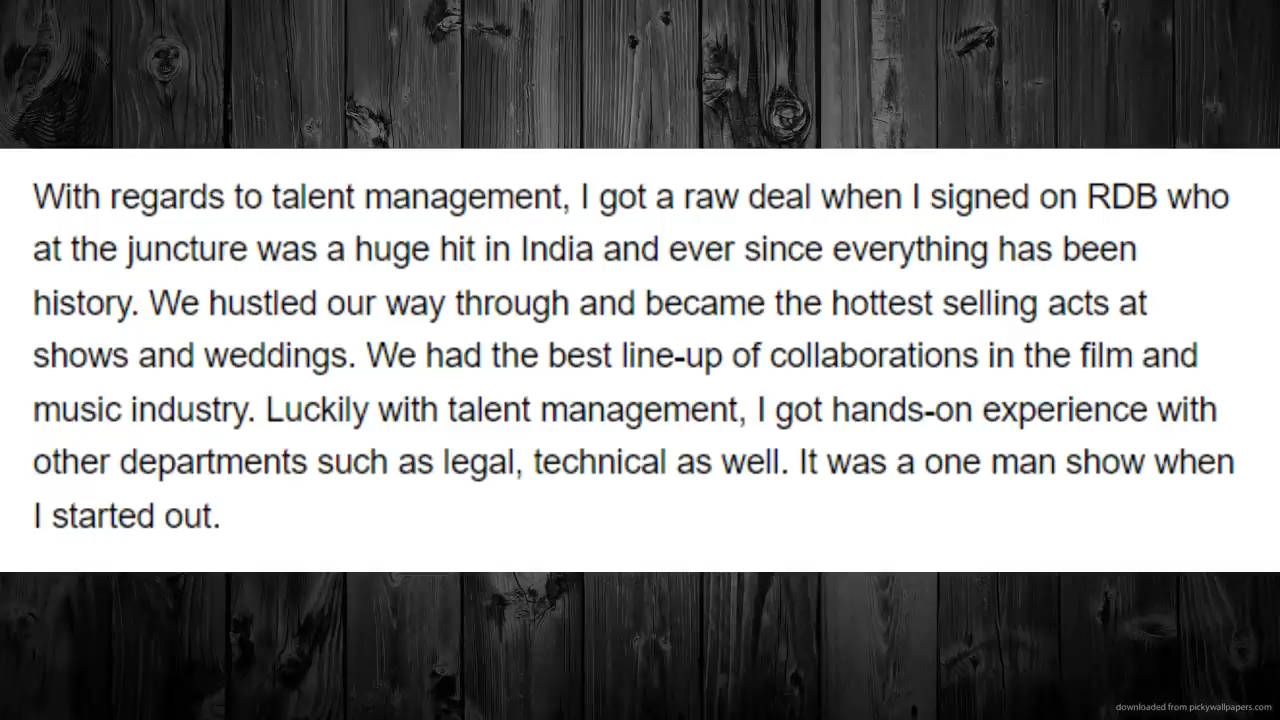 With regards to talent management, I got a raw deal when I signed on RDB who
at the juncture was a huge hit in India and ever since everything has been
history. We hustled our way through and became the hottest selling acts at
shows and weddings. We had the best line-up of collaborations in the film and
music industry. Luckily with talent management, I got hands-on experience with
other departments such as legal, technical as well. It was a one man show when
I started out.
downloaded from pickywallpapers.com